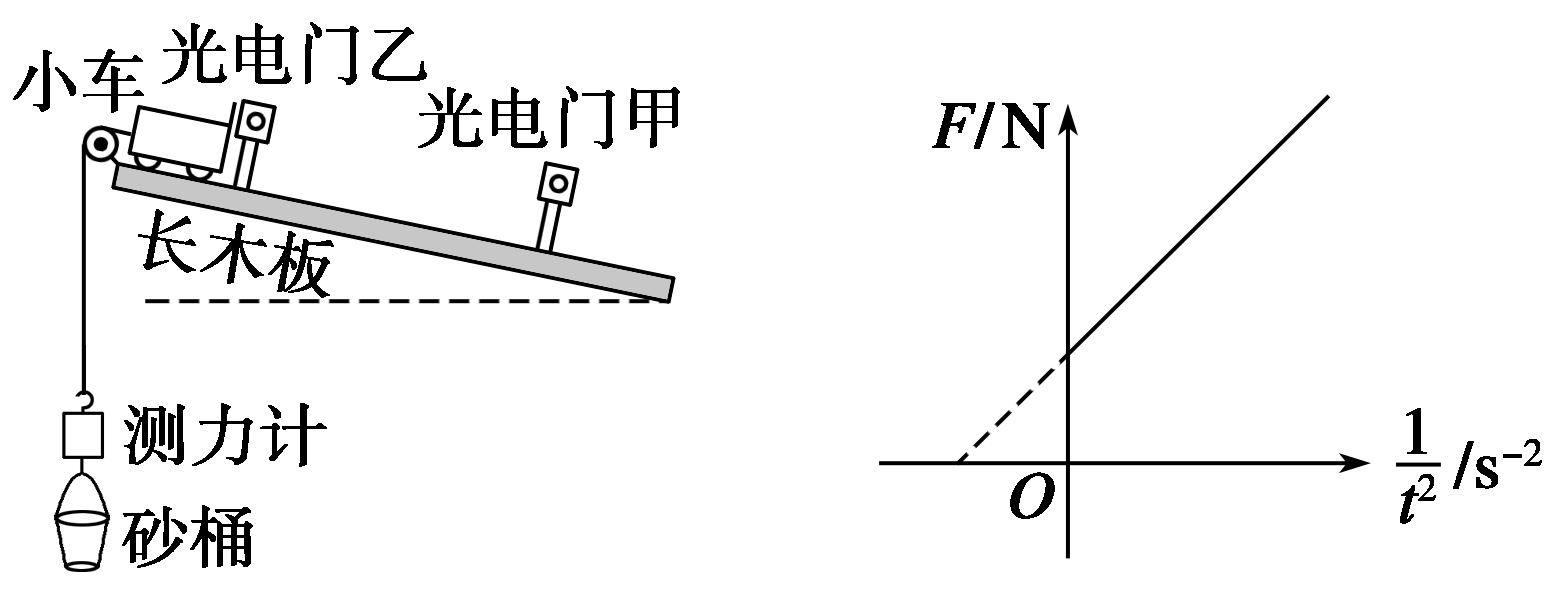 小车
光电门乙
光电门甲
长木板
测力计
砂桶
F/N
O
1/t² /s⁻²